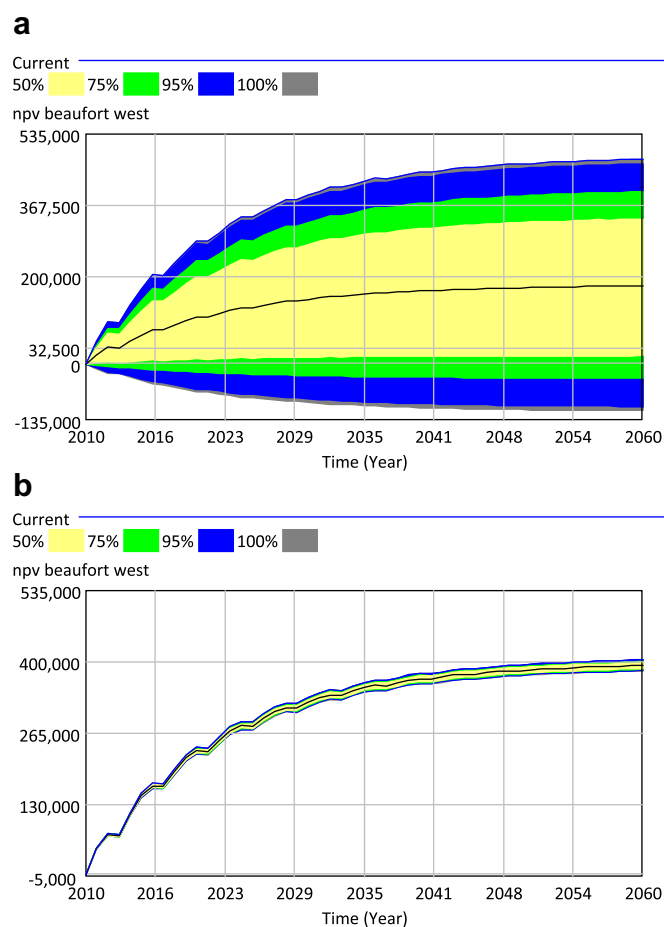 a
Current
50% 75% 95% 100%
npv beaufort west
535,000
367,500
200,000
32,500
0
-135,000
2010 2016 2023 2029 2035 2041 2048 2054 2060
Time (Year)
b
Current
50% 75% 95% 100%
npv beaufort west
535,000
400,000
265,000
130,000
-5,000
2010 2016 2023 2029 2035 2041 2048 2054 2060
Time (Year)